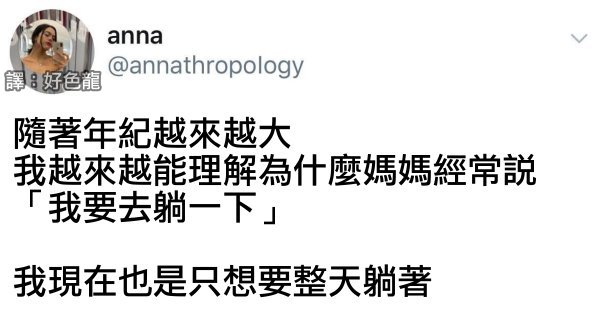 anna
@annathropology
譯：好色龍
隨著年紀越來越大
我越來越能理解為什麼媽媽經常說
「我要去躺一下」
我現在也是只想要整天躺著